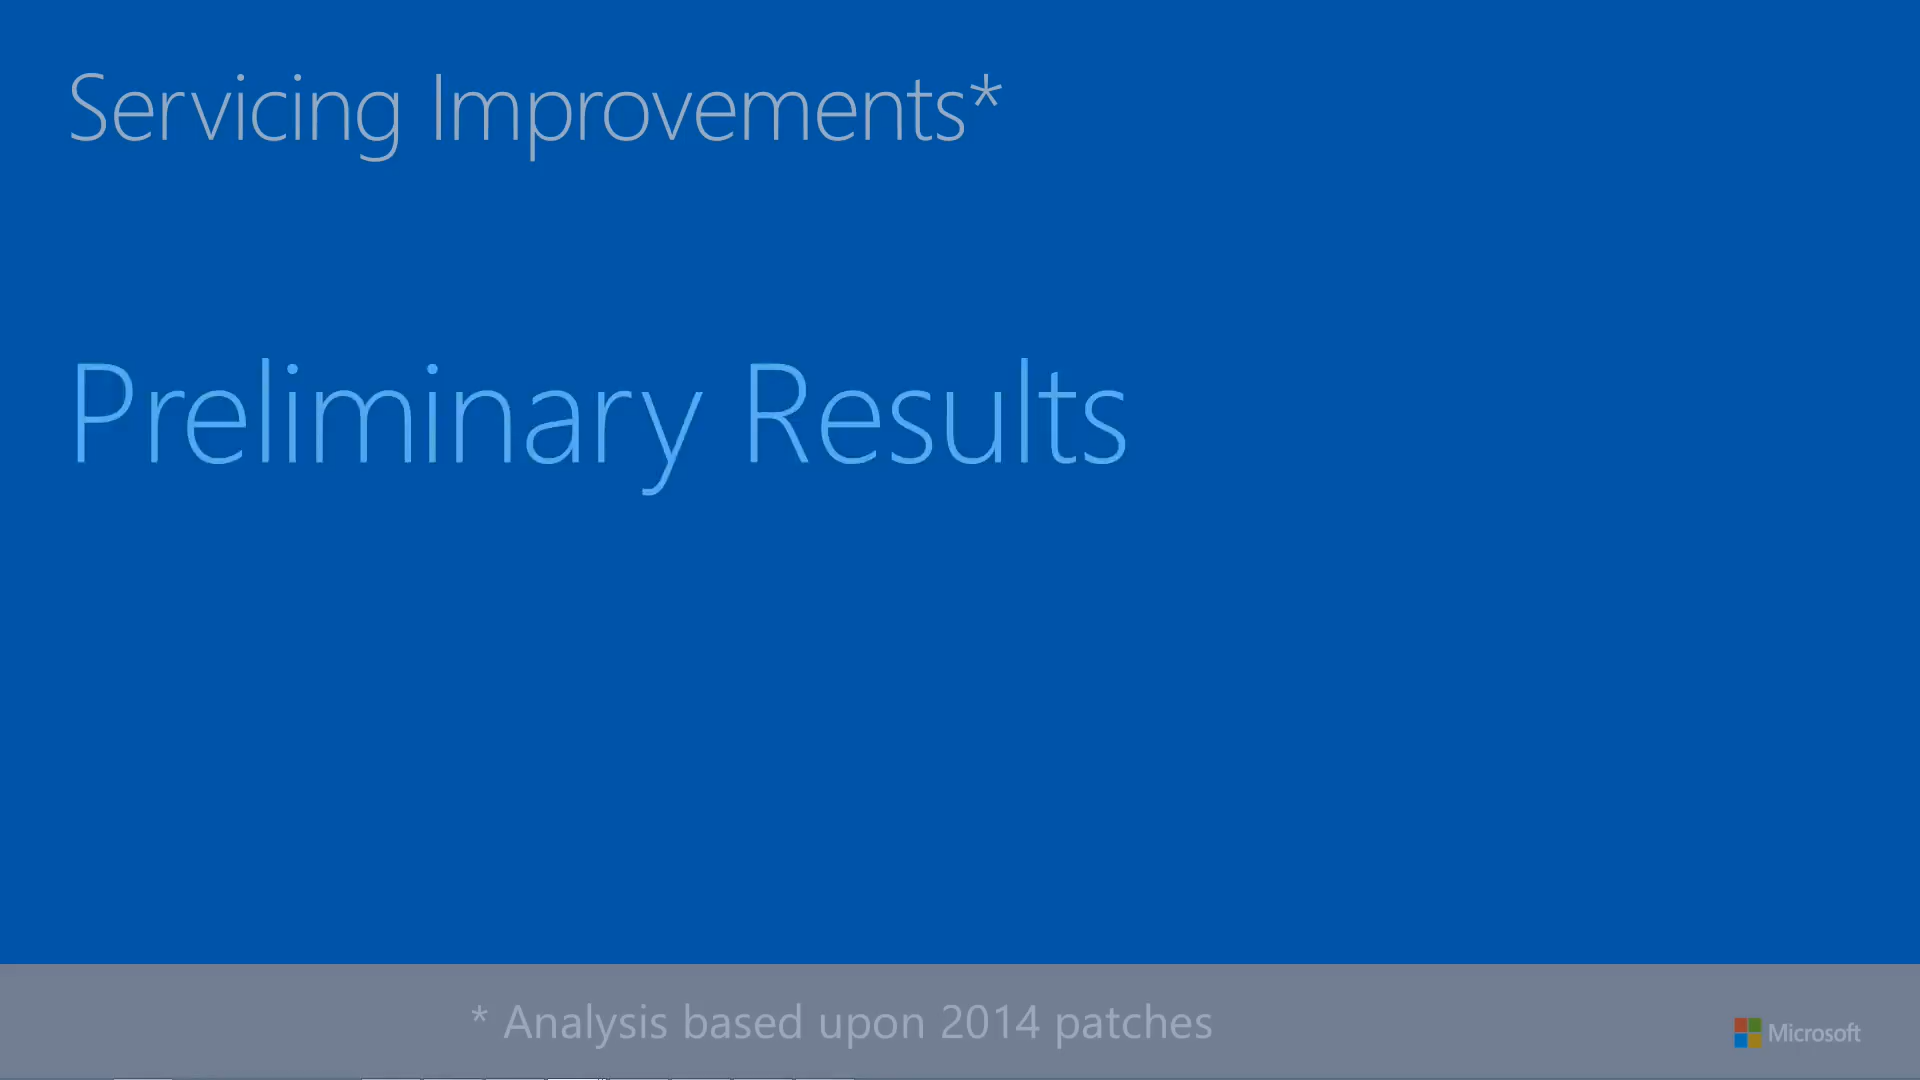 Servicing Improvements*
Preliminary Results
* Analysis based upon 2014 patches
Microsoft